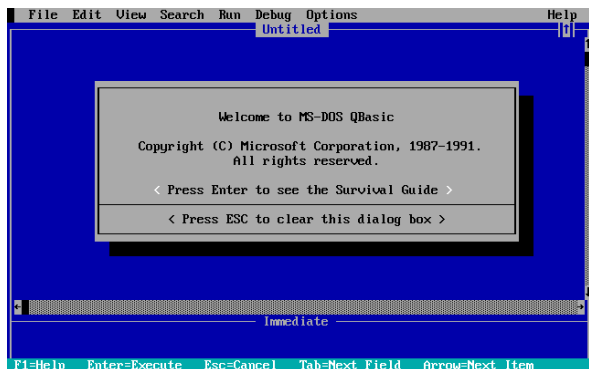 File Edit View Search Run Debug Options Help
Untitled
Welcome to MS-DOS QBasic
Copyright (C) Microsoft Corporation, 1987-1991.
All rights reserved.
< Press Enter to see the Survival Guide >
< Press ESC to clear this dialog box >
Immediate
F1=Help Enter=Execute Esc=Cancel Tab=Next Field Arrow=Next Item